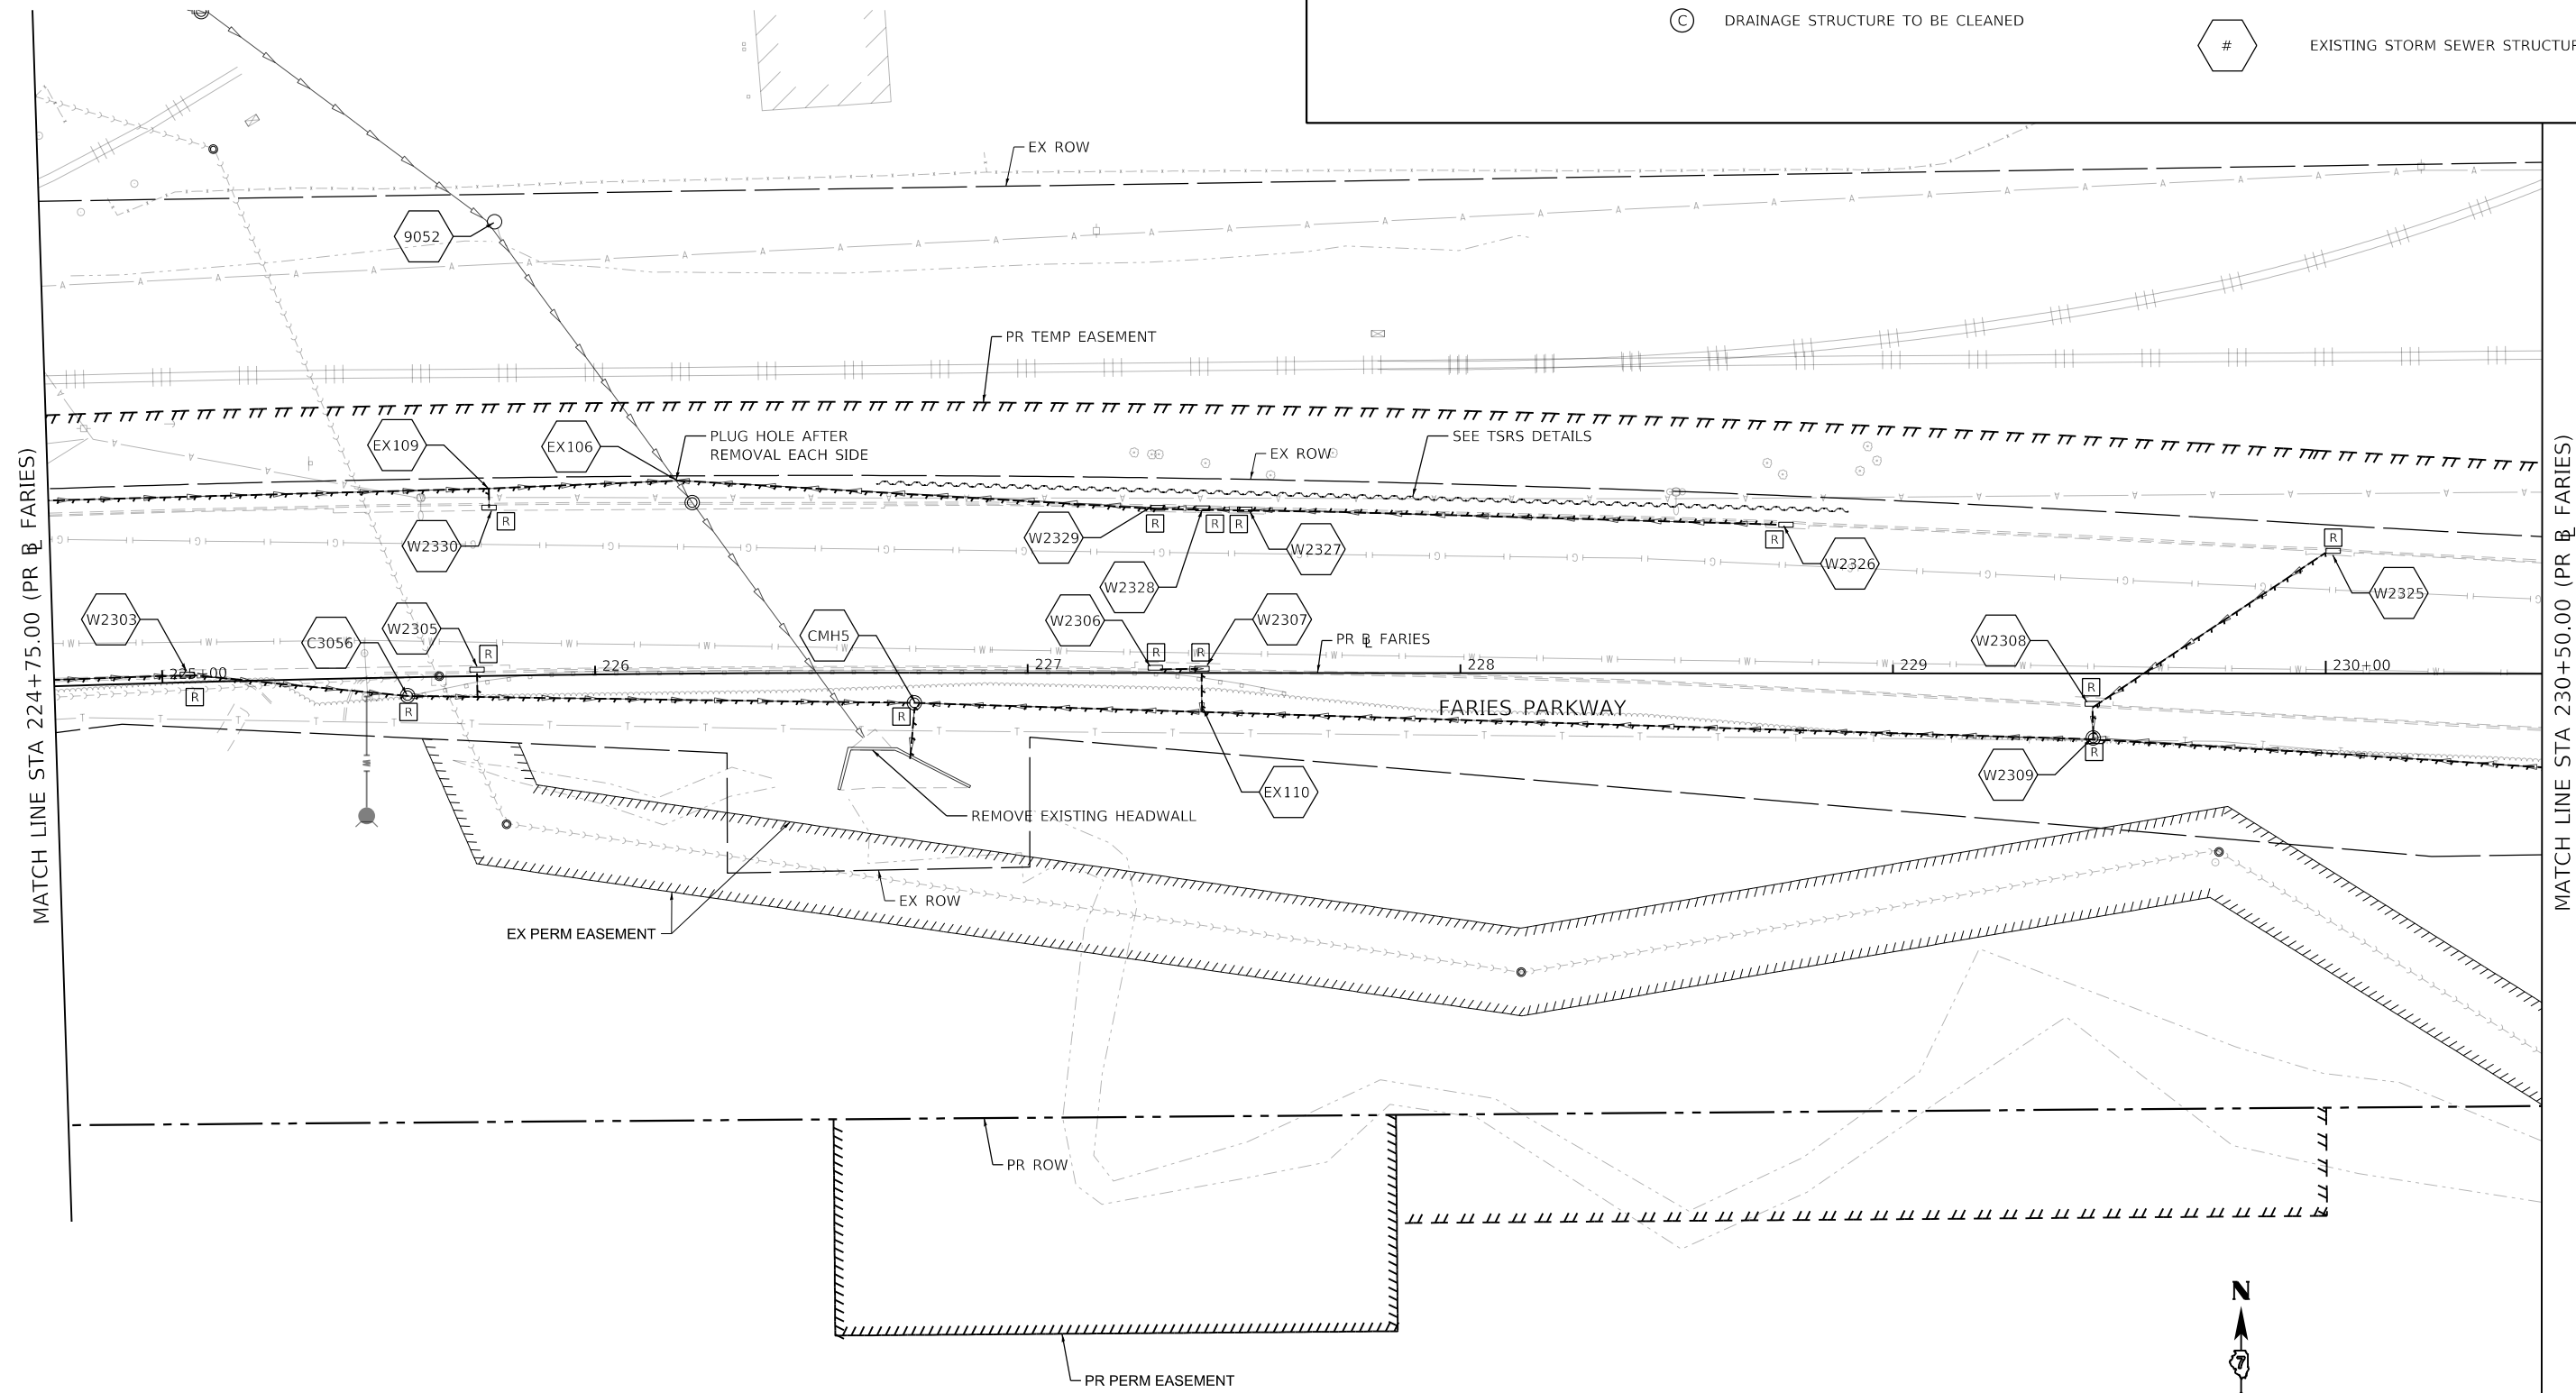 C DRAINAGE STRUCTURE TO BE CLEANED
# EXISTING STORM SEWER
EX ROW
9052
PR TEMP EASEMENT
EX109
EX106
PLUG HOLE AFTER
REMOVAL EACH SIDE
SEE TSRS DETAILS
EX ROW
R
W2330
W2329
R
R
R
W2328
W2327
R
W2326
R
W2325
W2303
C3056
W2305
R
CMH5
W2306
R
R
W2307
PR BL FARIES
W2308
225+00
226
227
228
229
230+00
R
R
R
R
FARIES PARKWAY
R
W2309
EX110
REMOVE EXISTING HEADWALL
EX ROW
EX PERM EASEMENT
MATCH LINE STA 224+75.00 (PR BL FARIES)
MATCH LINE STA 230+50.00 (PR BL FARIES)
PR ROW
PR PERM EASEMENT
N
7